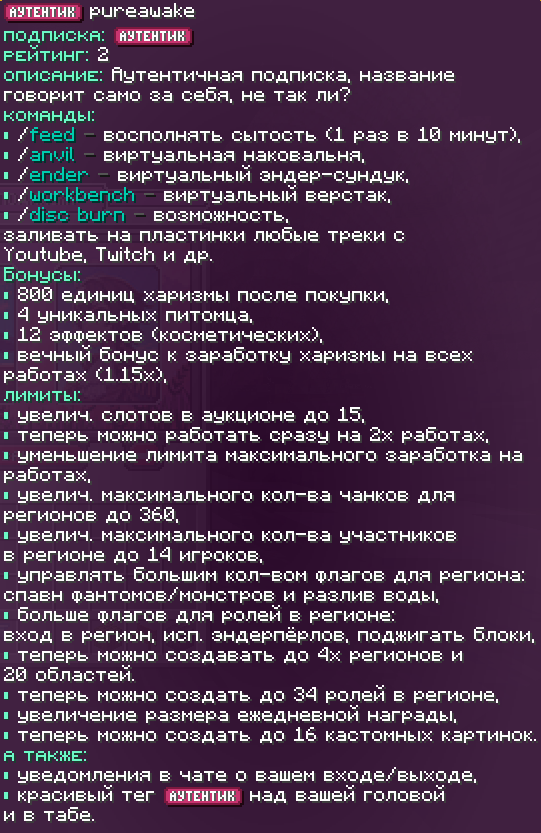 АУТЕНТИК pureawake
ПОДПИСКА: АУТЕНТИК
РЕЙТИНГ: 2
ОПИСАНИЕ: Аутентичная подписка, название
говорит само за себя, не так ли?
КОМАНДЫ:
▪ /feed – восполнять сытость (1 раз в 10 минут),
▪ /anvil – виртуальная наковальня,
▪ /ender – виртуальный эндер-сундук,
▪ /workbench – виртуальный верстак,
▪ /disc burn – возможность,
заливать на пластинки любые треки с
Youtube, Twitch и др.
Бонусы:
▪ 800 единиц харизмы после покупки,
▪ 4 уникальных питомца,
▪ 12 эффектов (косметических),
▪ вечный бонус к заработку харизмы на всех
работах (1.15x),
ЛИМИТЫ:
▪ увелич. слотов в аукционе до 15,
▪ теперь можно работать сразу на 2х работах,
▪ уменьшение лимита максимального заработка на
работах,
▪ увелич. максимального кол-ва чанков для
регионов до 360,
▪ увелич. максимального кол-ва участников
в регионе до 14 игроков,
▪ управлять большим кол-вом флагов для региона:
спавн фантомов/монстров и разлив воды,
▪ больше флагов для ролей в регионе:
вход в регион, исп. эндерпёрлов, поджигать блоки,
▪ теперь можно создавать до 4х регионов и
20 областей.
▪ теперь можно создать до 34 ролей в регионе,
▪ увеличение размера ежедневной награды,
▪ теперь можно создать до 16 кастомных картинок.
А ТАКЖЕ:
▪ уведомления в чате о вашем входе/выходе,
▪ красивый тег АУТЕНТИК над вашей головой
и в табе.